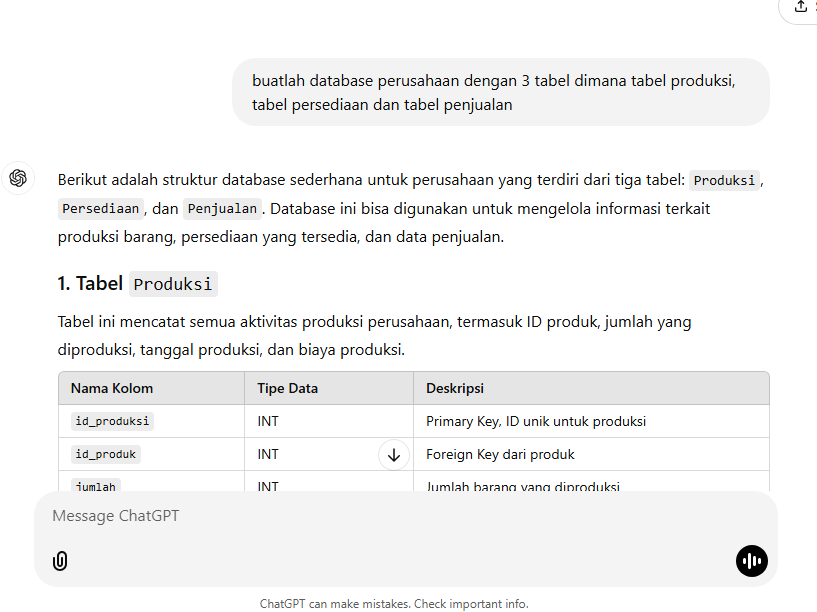 buatlah database perusahaan dengan 3 tabel dimana tabel produksi,
tabel persediaan dan tabel penjualan
Berikut adalah struktur database sederhana untuk perusahaan yang terdiri dari tiga tabel: Produksi,
Persediaan, dan Penjualan. Database ini bisa digunakan untuk mengelola informasi terkait
produksi barang, persediaan yang tersedia, dan data penjualan.
1. Tabel Produksi
Tabel ini mencatat semua aktivitas produksi perusahaan, termasuk ID produk, jumlah yang
diproduksi, tanggal produksi, dan biaya produksi.
Nama Kolom Tipe Data Deskripsi
id_produksi INT Primary Key, ID unik untuk produksi
id_produk INT Foreign Key dari produk
jumlah INT Jumlah barang yang diproduksi
Message ChatGPT
ChatGPT can make mistakes. Check important info.